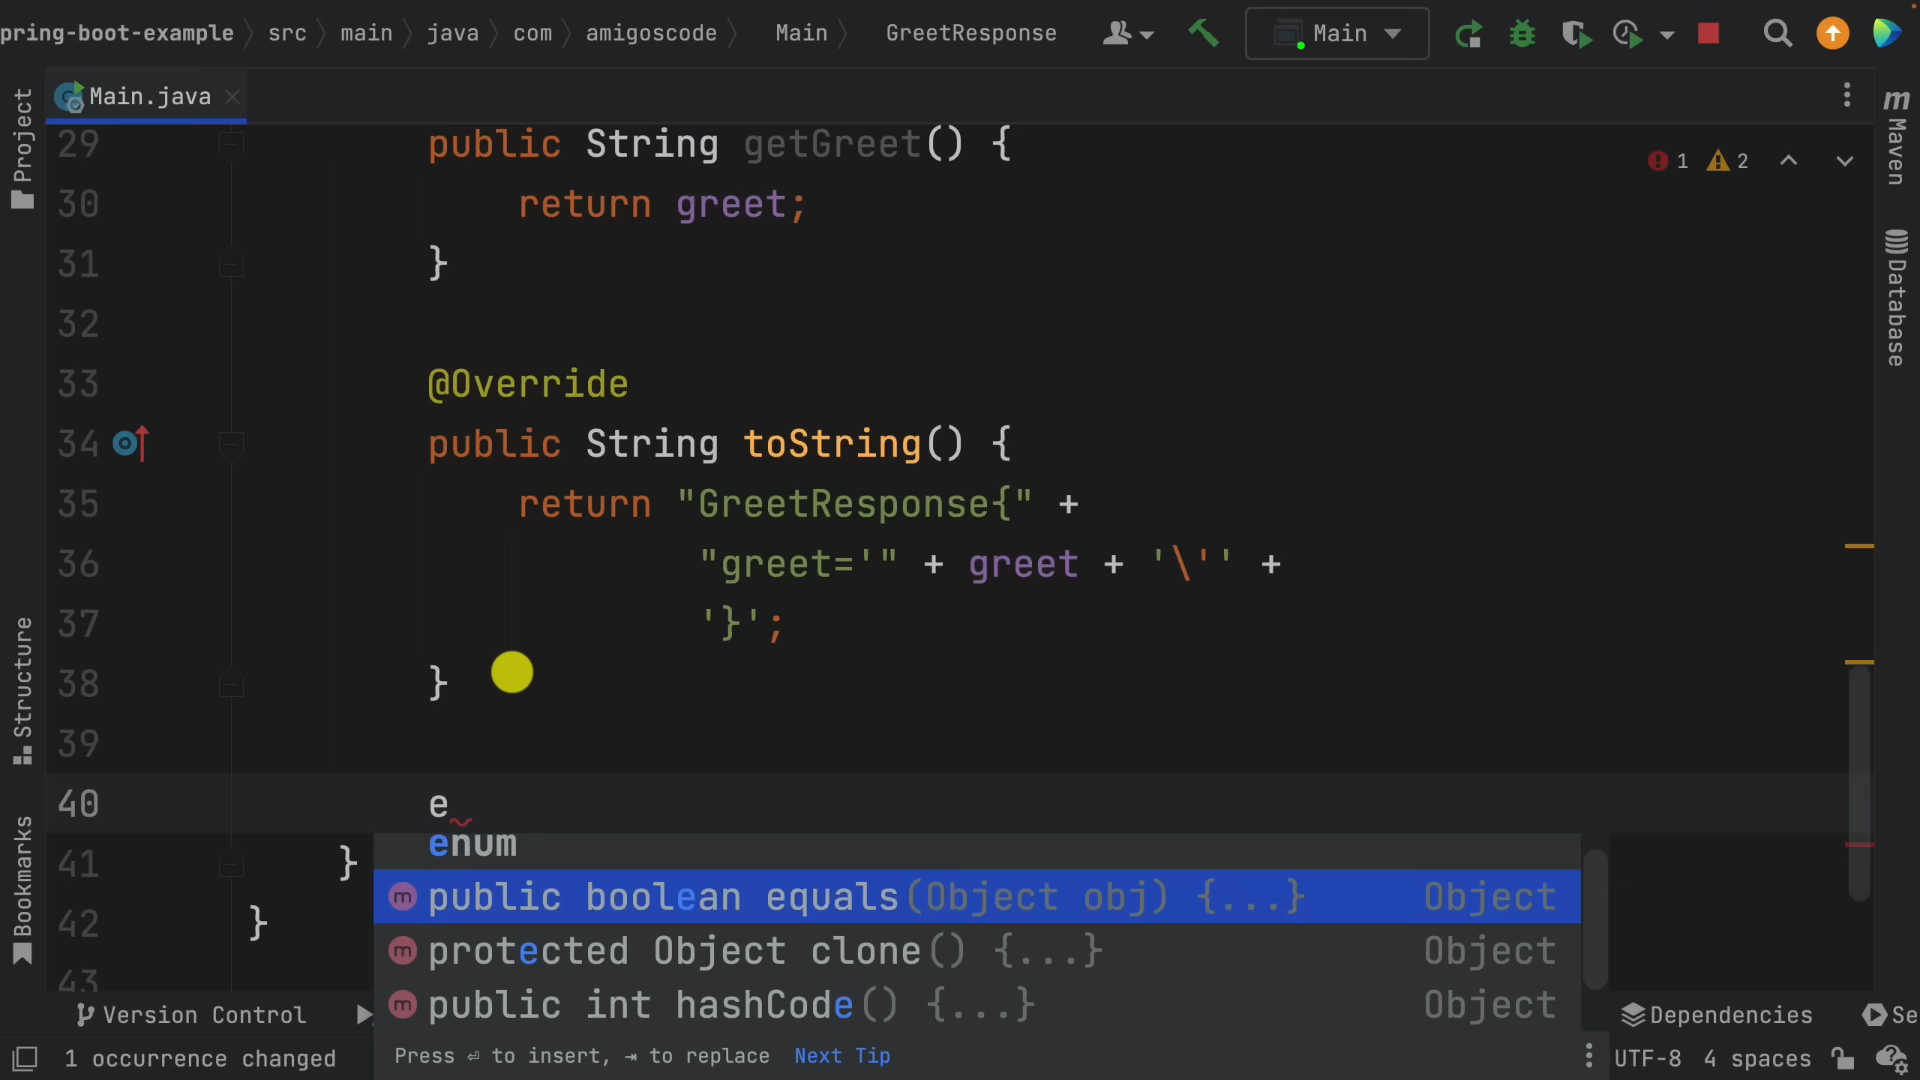 pring-boot-example src main java com amigoscode Main GreetResponse Main
Main.java
Project
Structure
Bookmarks
m Maven
Database
1 2
29 public String getGreet() {
30 return greet;
31 }
32
33 @Override
34 public String toString() {
35 return "GreetResponse{" +
36 "greet='" + greet + '\'' +
37 '}';
38 }
39
40 e
enum
41 }
m public boolean equals(Object obj) {...} Object
42 }
m protected Object clone() {...} Object
43
m public int hashCode() {...} Object
Press ⏎ to insert, ⇥ to replace Next Tip
Version Control
Dependencies
Se
1 occurrence changed
UTF-8 4 spaces